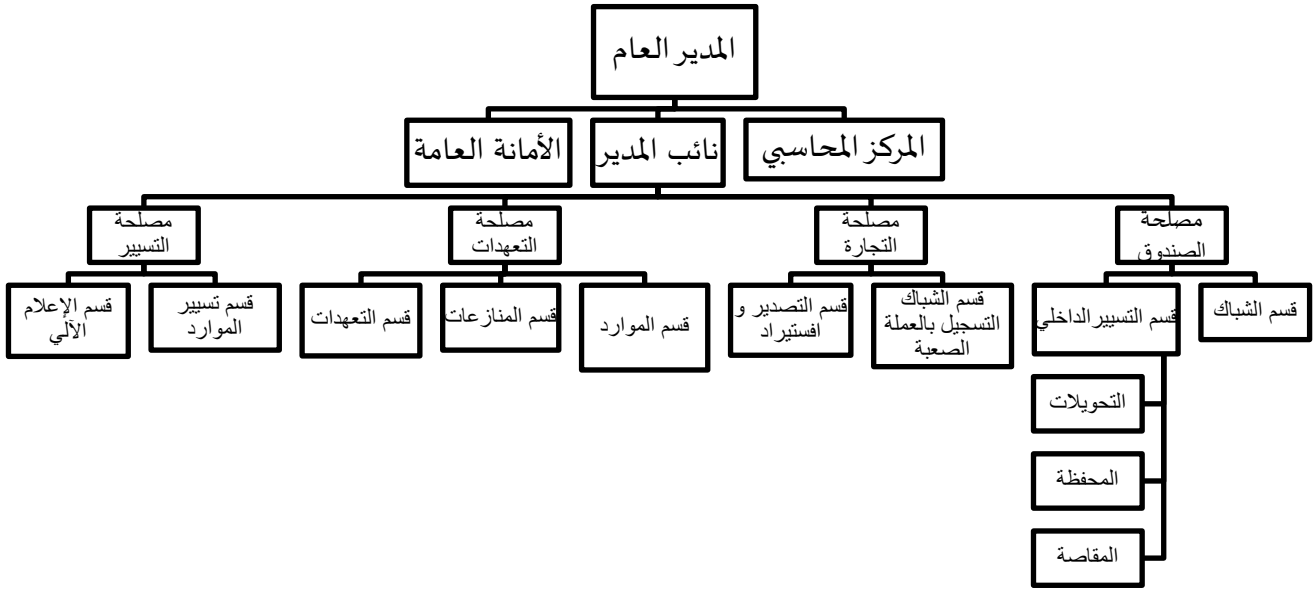 المدير العام
المركز المحاسبي
نائب المدير
الأمانة العامة
مصلحة
الصندوق
مصلحة
التجارة
مصلحة
التعهدات
مصلحة
التسيير
قسم الشباك
قسم التسيير الداخلي
قسم الشباك
التسجيل بالعملة
الصعبة
قسم التصدير و
افستيراد
قسم الموارد
قسم المنازعات
قسم التعهدات
قسم تسيير
الموارد
قسم الإعلام
الآلي
التحويلات
المحفظة
المقاصة